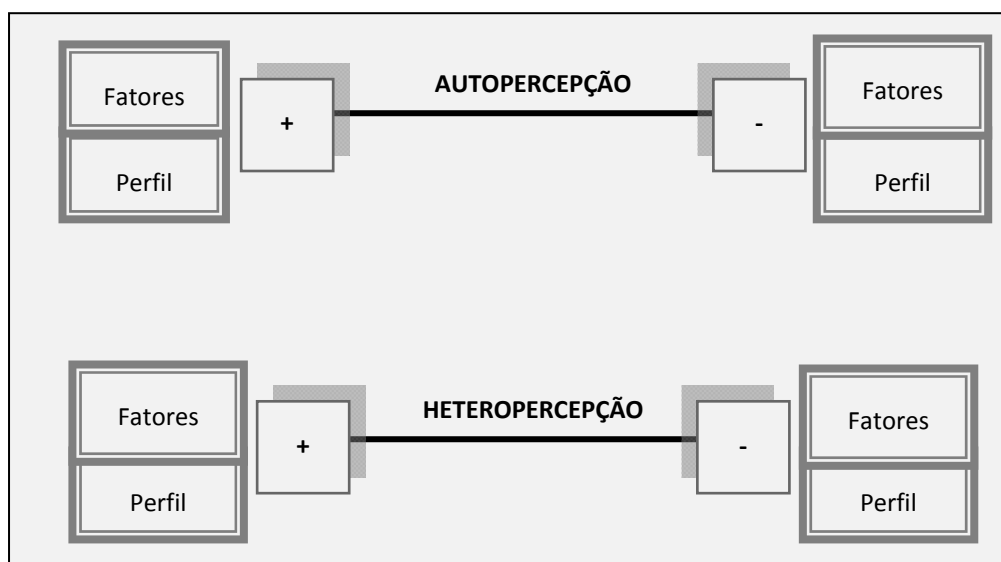 AUTOPERCEPÇÃO
Fatores
Perfil
+
-
Fatores
Perfil
HETEROPERCEPÇÃO
Fatores
Perfil
+
-
Fatores
Perfil